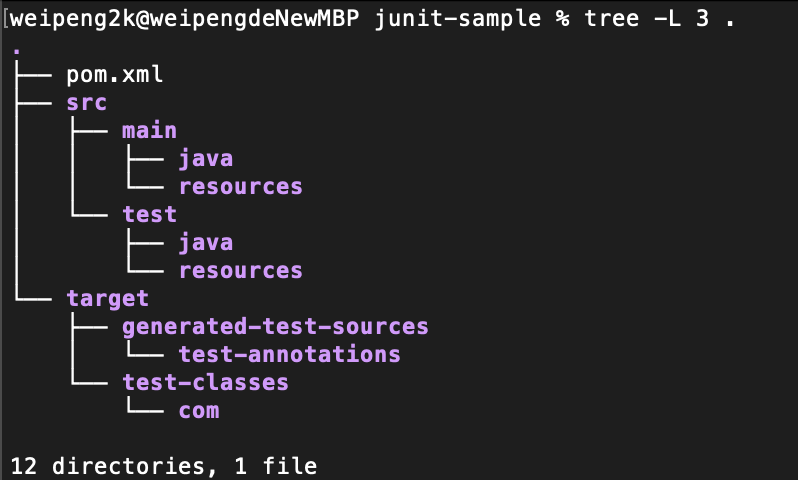 [weipeng2k@weipengdeNewMBP junit-sample % tree -L 3 .
.
├── pom.xml
├── src
│   ├── main
│   │   ├── java
│   │   └── resources
│   └── test
│       ├── java
│       └── resources
└── target
    ├── generated-test-sources
    │   └── test-annotations
    └── test-classes
        └── com

12 directories, 1 file